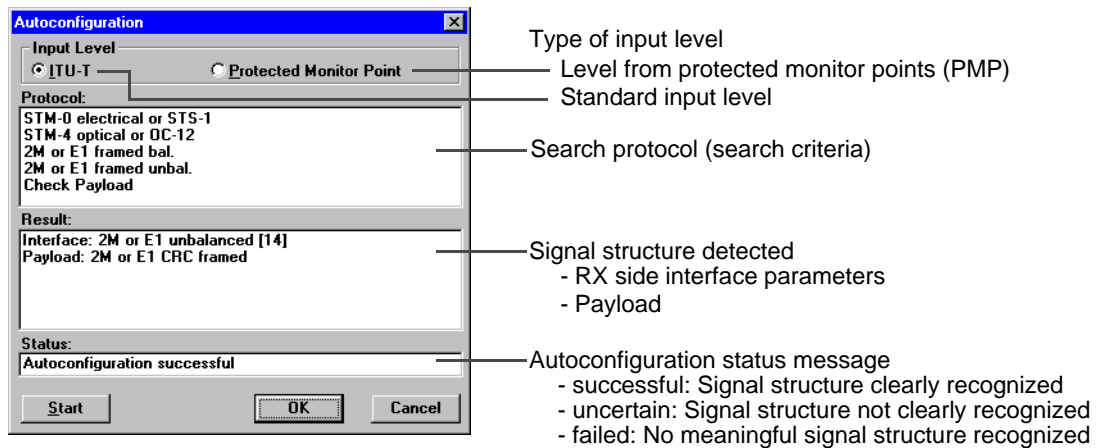 Autoconfiguration
Input Level
ITU-T
Protected Monitor Point
Protocol:
STM-0 electrical or STS-1
STM-4 optical or OC-12
2M or E1 framed bal.
2M or E1 framed unbal.
Check Payload
Result:
Interface: 2M or E1 unbalanced [14]
Payload: 2M or E1 CRC framed
Status:
Autoconfiguration successful
Start
OK
Cancel
Type of input level
Level from protected monitor points (PMP)
Standard input level
Search protocol (search criteria)
Signal structure detected
- RX side interface parameters
- Payload
Autoconfiguration status message
- successful: Signal structure clearly recognized
- uncertain: Signal structure not clearly recognized
- failed: No meaningful signal structure recognized